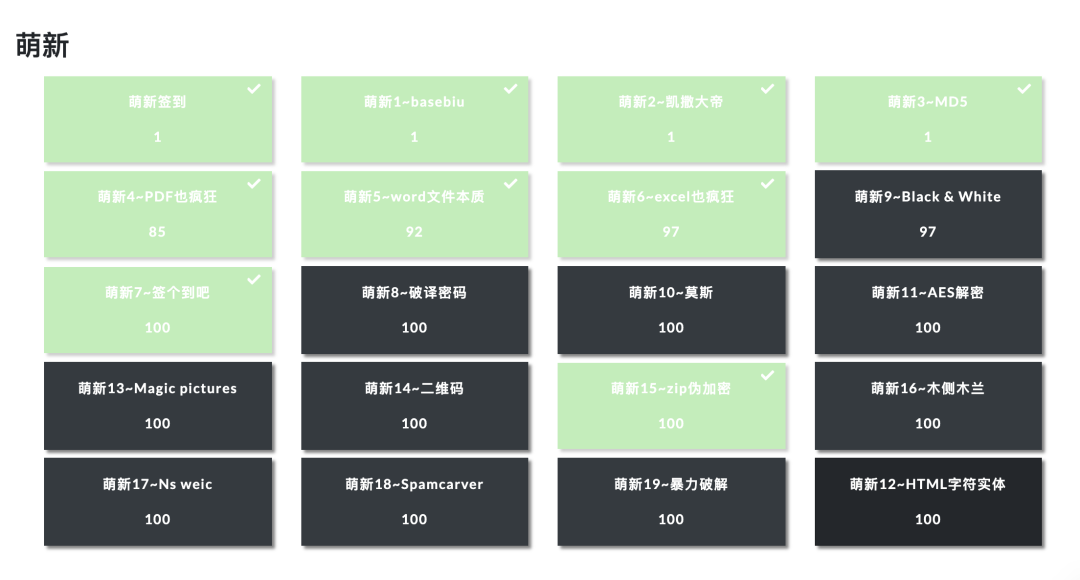 萌新
萌新签到
1
萌新1~basebiu
1
萌新2~凯撒大帝
1
萌新3~MD5
1
萌新4~PDF也疯狂
85
萌新5~word文件本质
92
萌新6~excel也疯狂
97
萌新9~Black & White
97
萌新7~签个到吧
100
萌新8~破译密码
100
萌新10~莫斯
100
萌新11~AES解密
100
萌新13~Magic pictures
100
萌新14~二维码
100
萌新15~zip伪加密
100
萌新16~木侧木兰
100
萌新17~Ns weic
100
萌新18~Spamcarver
100
萌新19~暴力破解
100
萌新12~HTML字符实体
100